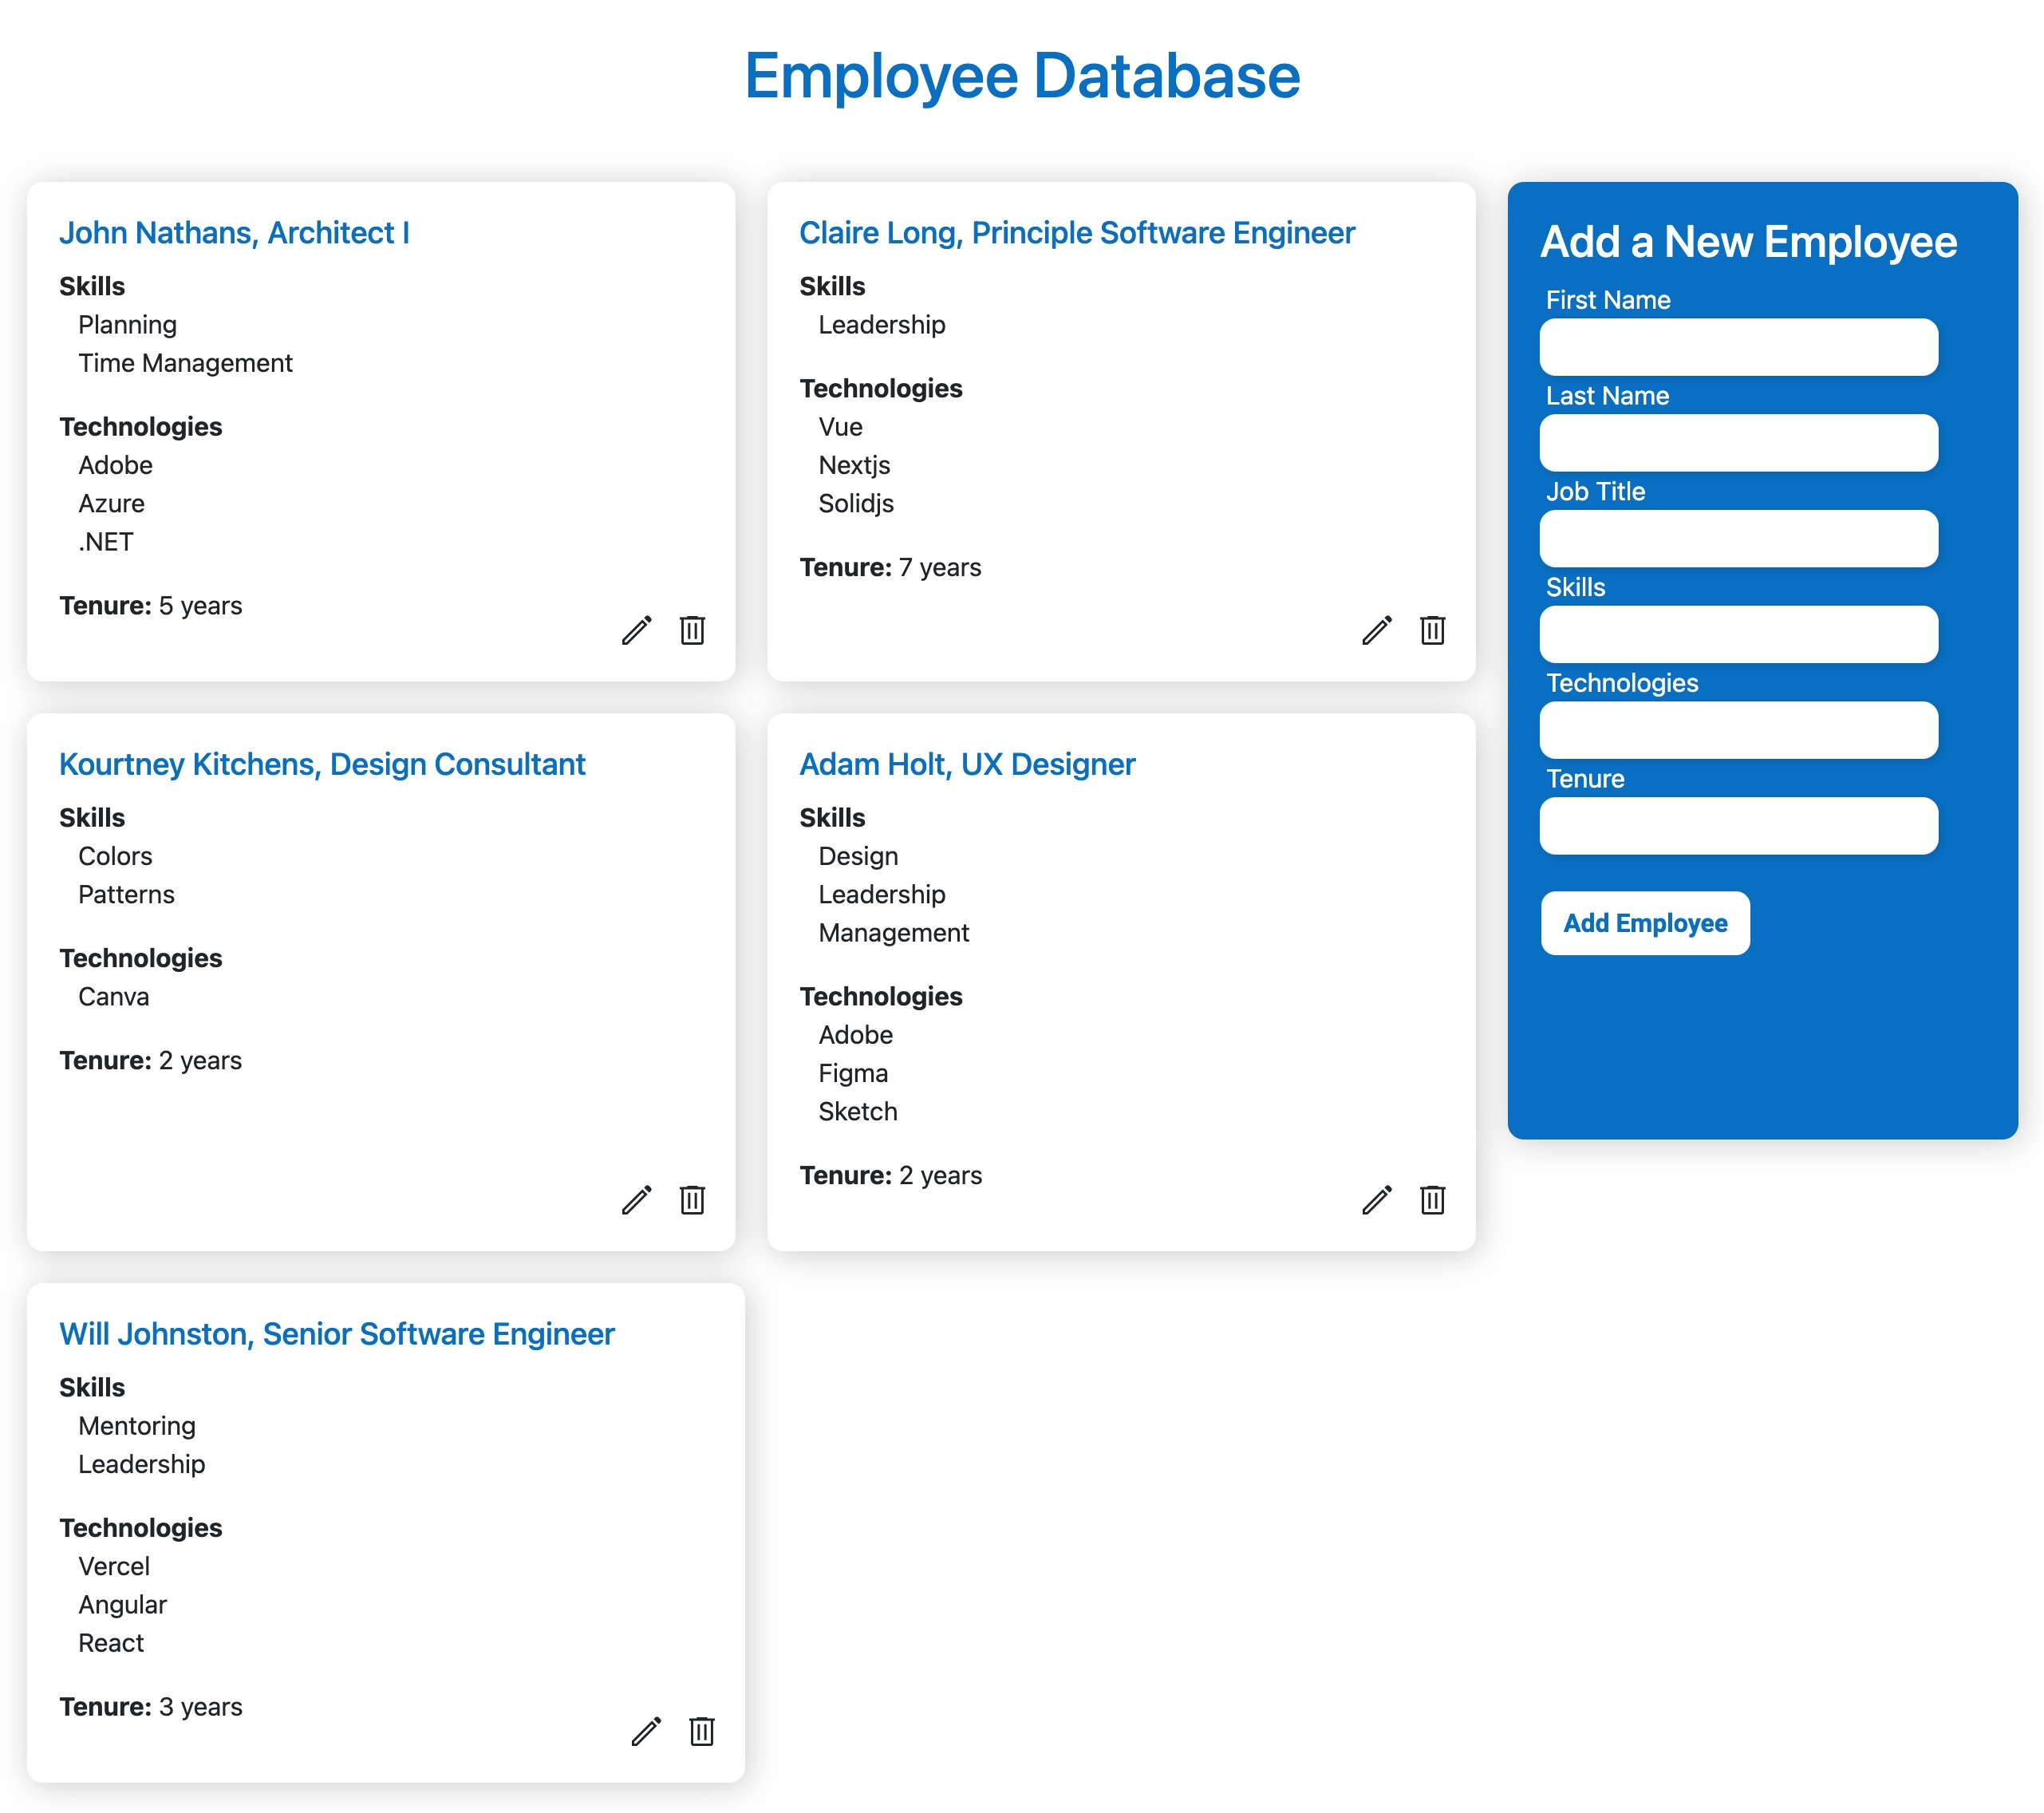 Employee Database
John Nathans, Architect I
Skills
Planning
Time Management
Technologies
Adobe
Azure
.NET
Tenure: 5 years
Claire Long, Principle Software Engineer
Skills
Leadership
Technologies
Vue
Nextjs
Solidjs
Tenure: 7 years
Kourtney Kitchens, Design Consultant
Skills
Colors
Patterns
Technologies
Canva
Tenure: 2 years
Adam Holt, UX Designer
Skills
Design
Leadership
Management
Technologies
Adobe
Figma
Sketch
Tenure: 2 years
Will Johnston, Senior Software Engineer
Skills
Mentoring
Leadership
Technologies
Vercel
Angular
React
Tenure: 3 years
Add a New Employee
First Name
Last Name
Job Title
Skills
Technologies
Tenure
Add Employee